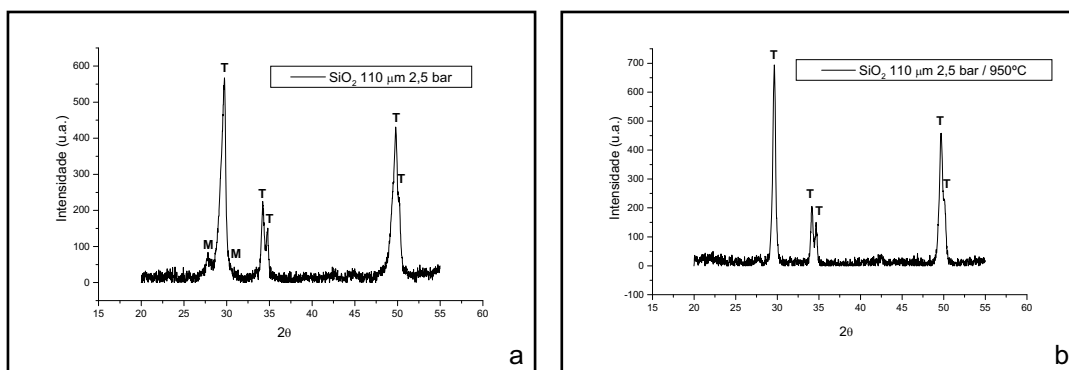 SiO₂ 110 µm 2,5 bar
Intensidade (u.a.)
600
500
400
300
200
100
0
T
M
M
T
T
T
T
15 20 25 30 35 40 45 50 55 60
2θ
a
SiO₂ 110 µm 2,5 bar / 950ºC
Intensidade (u.a.)
700
600
500
400
300
200
100
0
-100
T
T
T
T
T
15 20 25 30 35 40 45 50 55 60
2θ
b